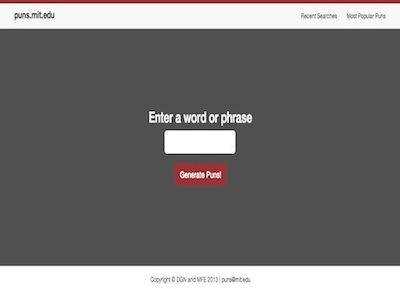 puns.mit.edu
Recent Searches Most Popular Puns
Enter a word or phrase
Generate Puns!
Copyright © DGN and MFE 2013 | puns@mit.edu